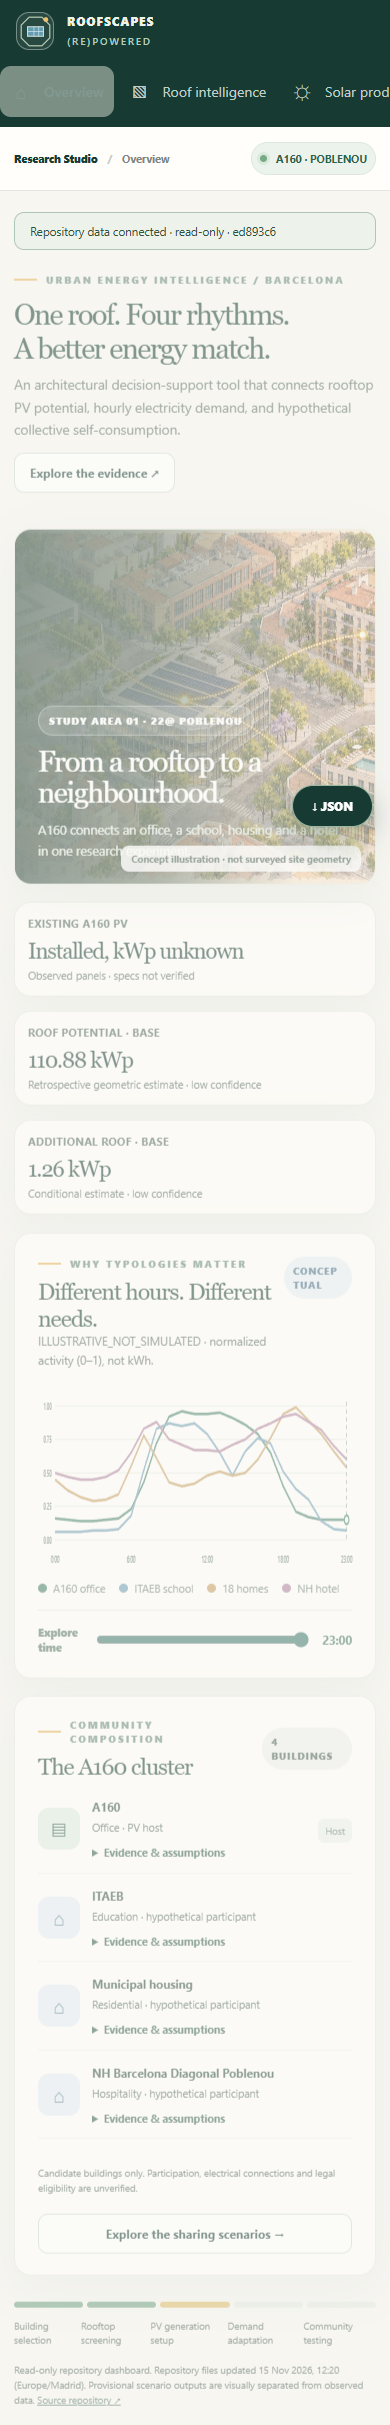 ROOFSCAPES
(RE)POWERED
Overview
Roof intelligence
Solar prod
Research Studio / Overview
A160 · POBLENOU
Repository data connected · read-only · ed893c6
URBAN ENERGY INTELLIGENCE / BARCELONA
One roof. Four rhythms.
A better energy match.
An architectural decision-support tool that connects rooftop
PV potential, hourly electricity demand, and hypothetical
collective self-consumption.
Explore the evidence ↗
STUDY AREA 01 · 22@ POBLENOU
From a rooftop to a
neighbourhood.
A160 connects an office, a school, housing and a hotel
in one research experiment.
↓ JSON
Concept illustration · not surveyed site geometry
EXISTING A160 PV
Installed, kWp unknown
Observed panels · specs not verified
ROOF POTENTIAL · BASE
110.88 kWp
Retrospective geometric estimate · low confidence
ADDITIONAL ROOF · BASE
1.26 kWp
Conditional estimate · low confidence
WHY TYPOLOGIES MATTER
CONCEP
TUAL
Different hours. Different
needs.
ILLUSTRATIVE_NOT_SIMULATED · normalized
activity (0–1), not kWh.
1.00
0.75
0.50
0.25
0.00
0:00 6:00 12:00 18:00 23:00
A160 office ITAEB school 18 homes NH hotel
Explore
time
23:00
COMMUNITY
COMPOSITION
4
BUILDINGS
The A160 cluster
A160
Office · PV host
Host
▶ Evidence & assumptions
ITAEB
Education · hypothetical participant
▶ Evidence & assumptions
Municipal housing
Residential · hypothetical participant
▶ Evidence & assumptions
NH Barcelona Diagonal Poblenou
Hospitality · hypothetical participant
▶ Evidence & assumptions
Candidate buildings only. Participation, electrical connections and legal
eligibility are unverified.
Explore the sharing scenarios →
Building
selection
Rooftop
screening
PV generation
setup
Demand
adaptation
Community
testing
Read-only repository dashboard. Repository files updated 15 Nov 2026, 12:20
(Europe/Madrid). Provisional scenario outputs are visually separated from observed
data. Source repository ↗